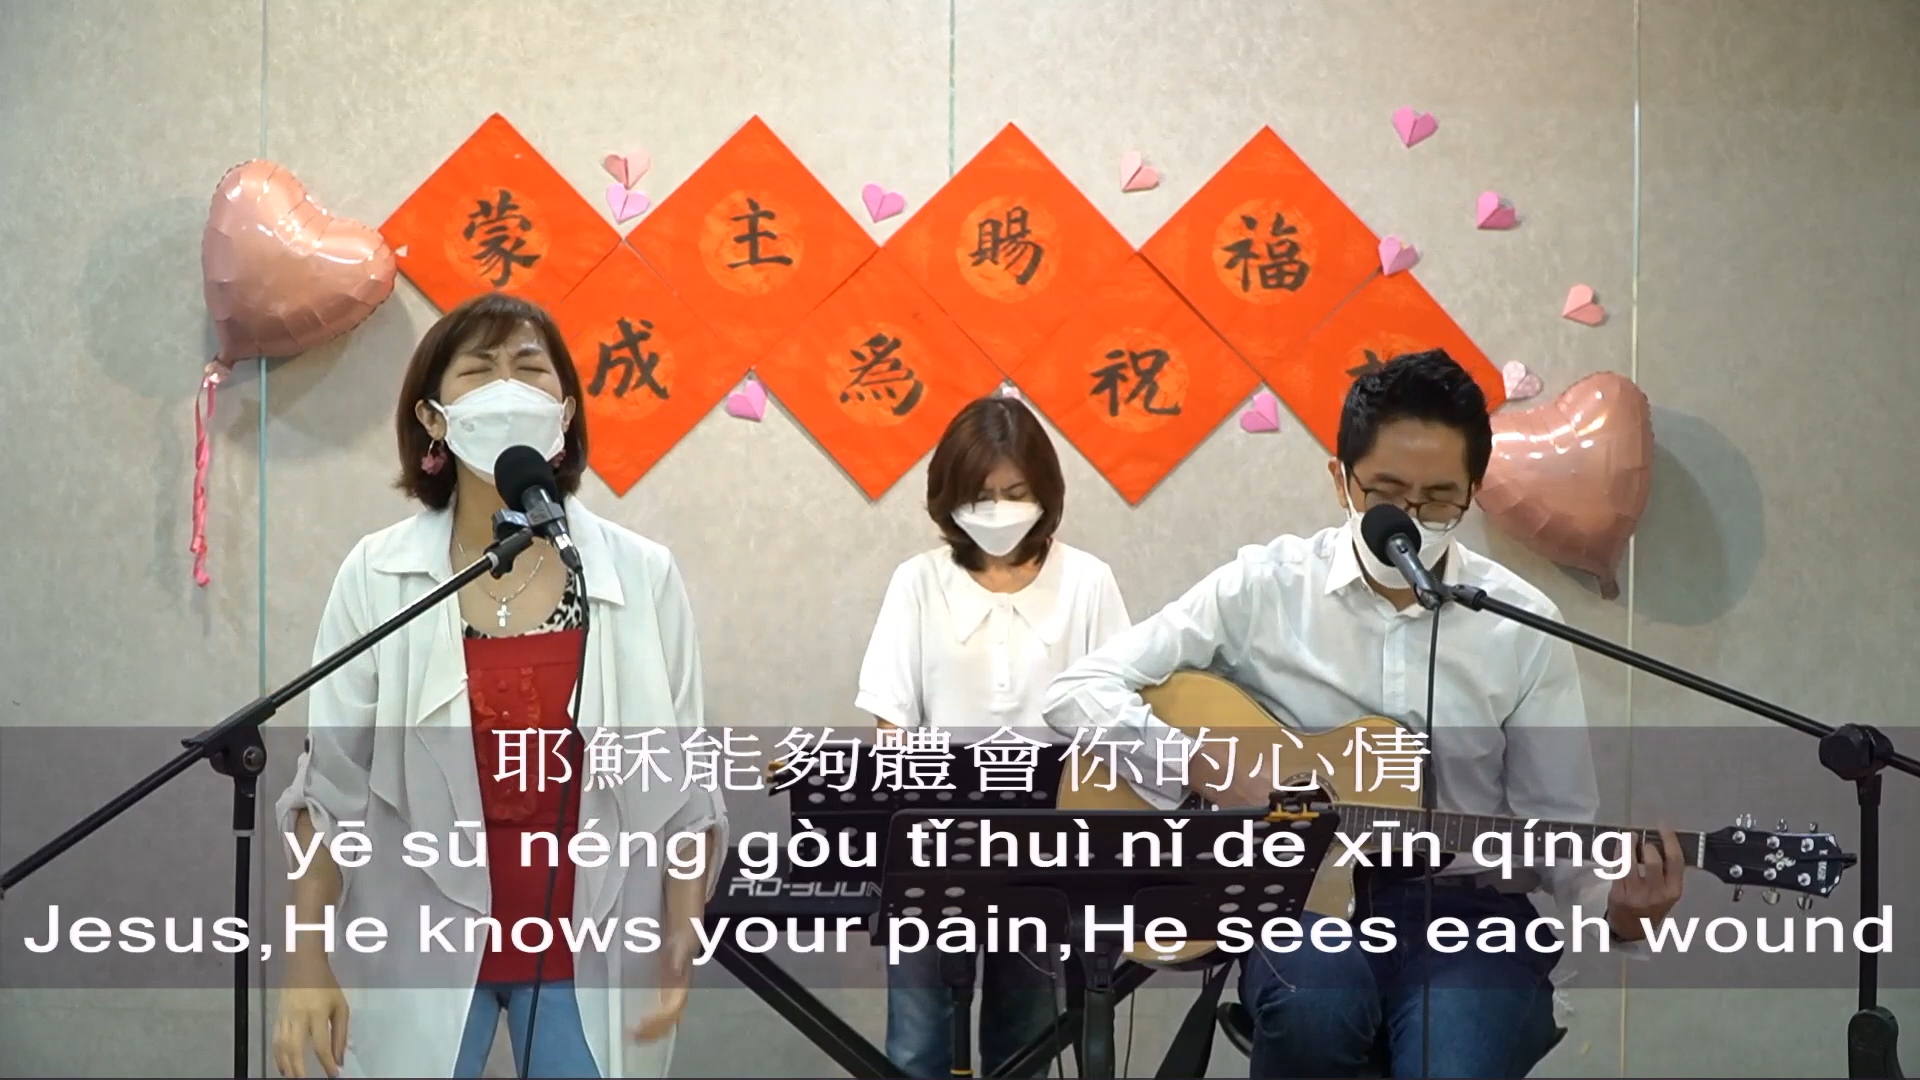 蒙主賜福
成為祝
耶穌能夠體會你的心情
yē sū néng gòu tǐ huì nǐ de xīn qíng
Jesus,He knows your pain,He sees each wound